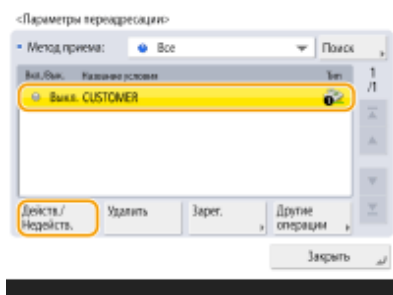 <Параметры переадресации>
Метод приема: Все Поиск
Вкл./Вык. Название условия Тип 1
/1
Выкл. CUSTOMER
Действ./ Удалить Зарег. Другие
Недейств. операции
Закрыть